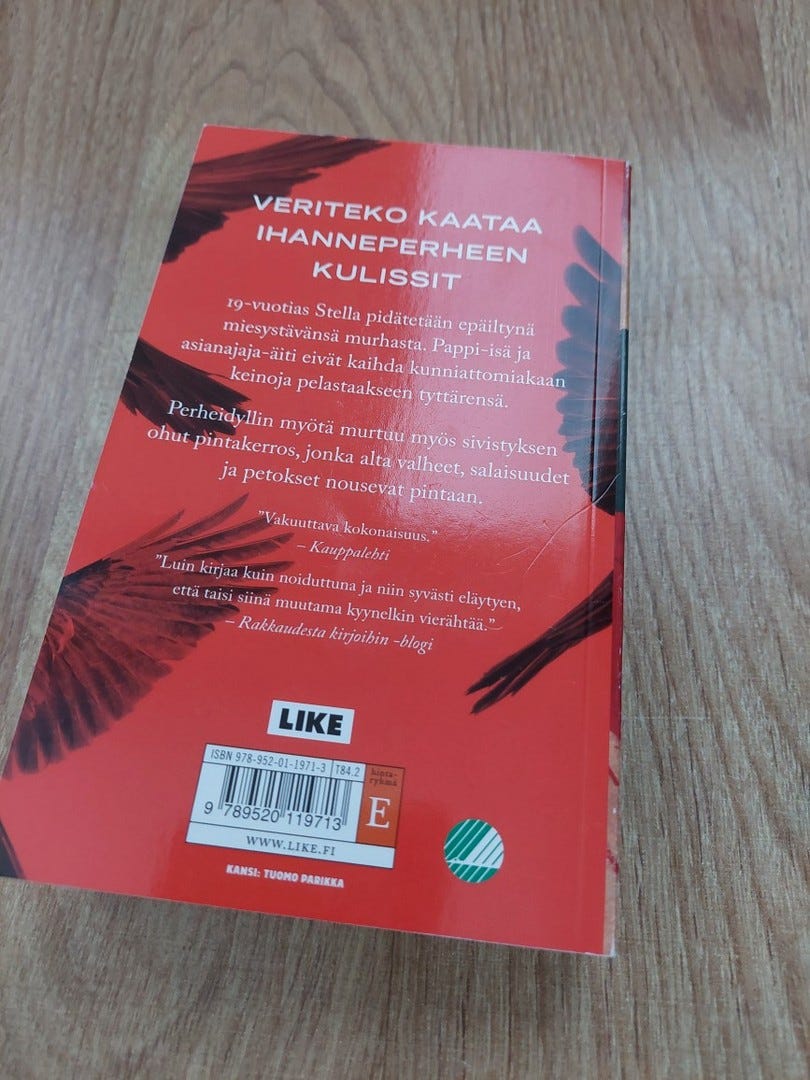 VERITEKO KAATAA
IHANNEPERHEEN
KULISSIT
19-vuotias Stella pidätetään epäiltynä
miesystävänsä murhasta. Pappi-isä ja
asianajaja-äiti eivät kaihda kunniattomiakaan
keinoja pelastaakseen tyttärensä.
Perheidyllin myötä murtuu myös sivistyksen
ohut pintakerros, jonka alta valheet, salaisuudet
ja petokset nousevat pintaan.
”Vakuuttava kokonaisuus.”
– Kauppalehti
”Luin kirjaa kuin noiduttuna ja niin syvästi eläytyen,
että taisi siinä muutama kyynelkin vierähtää.”
– Rakkaudesta kirjoihin -blogi
LIKE
ISBN 978-952-01-1971-3 T84.2
hinta-
ryhmä
E
9 789520 119713
WWW.LIKE.FI
KANSI: TUOMO PARIKKA